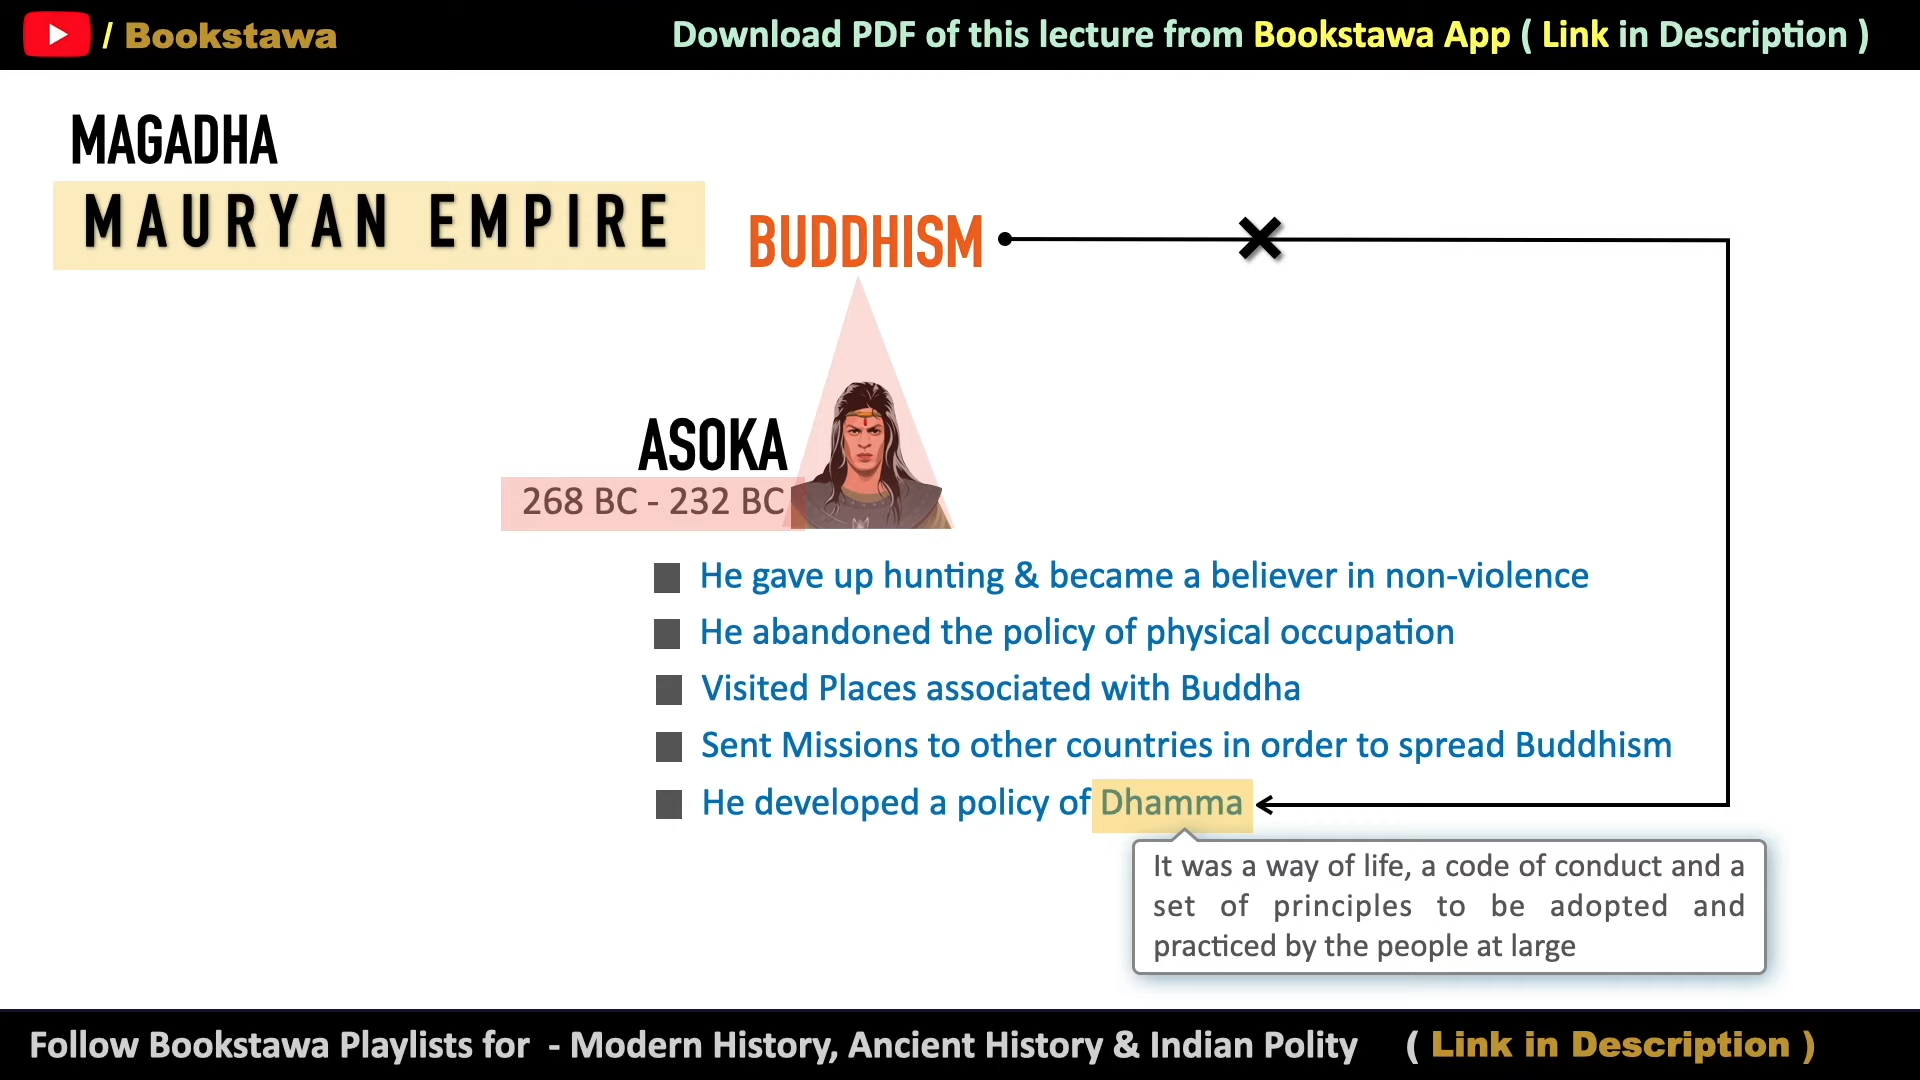 / Bookstawa
Download PDF of this lecture from Bookstawa App ( Link in Description )
MAGADHA
MAURYAN EMPIRE
BUDDHISM
ASOKA
268 BC - 232 BC
He gave up hunting & became a believer in non-violence
He abandoned the policy of physical occupation
Visited Places associated with Buddha
Sent Missions to other countries in order to spread Buddhism
He developed a policy of Dhamma
It was a way of life, a code of conduct and a
set of principles to be adopted and
practiced by the people at large
Follow Bookstawa Playlists for - Modern History, Ancient History & Indian Polity ( Link in Description )